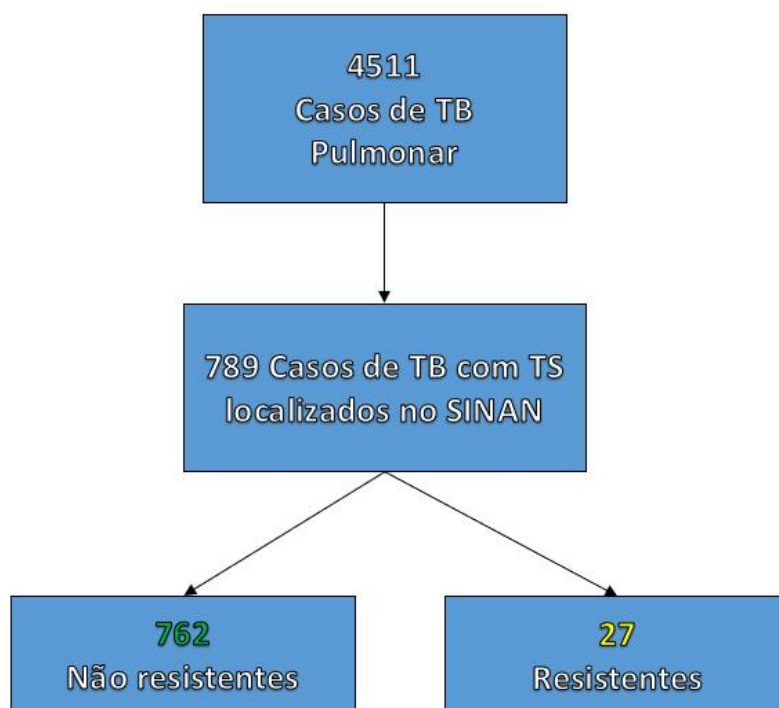 4511
Casos de TB
Pulmonar
789 Casos de TB com TS
localizados no SINAN
762
Não resistentes
27
Resistentes